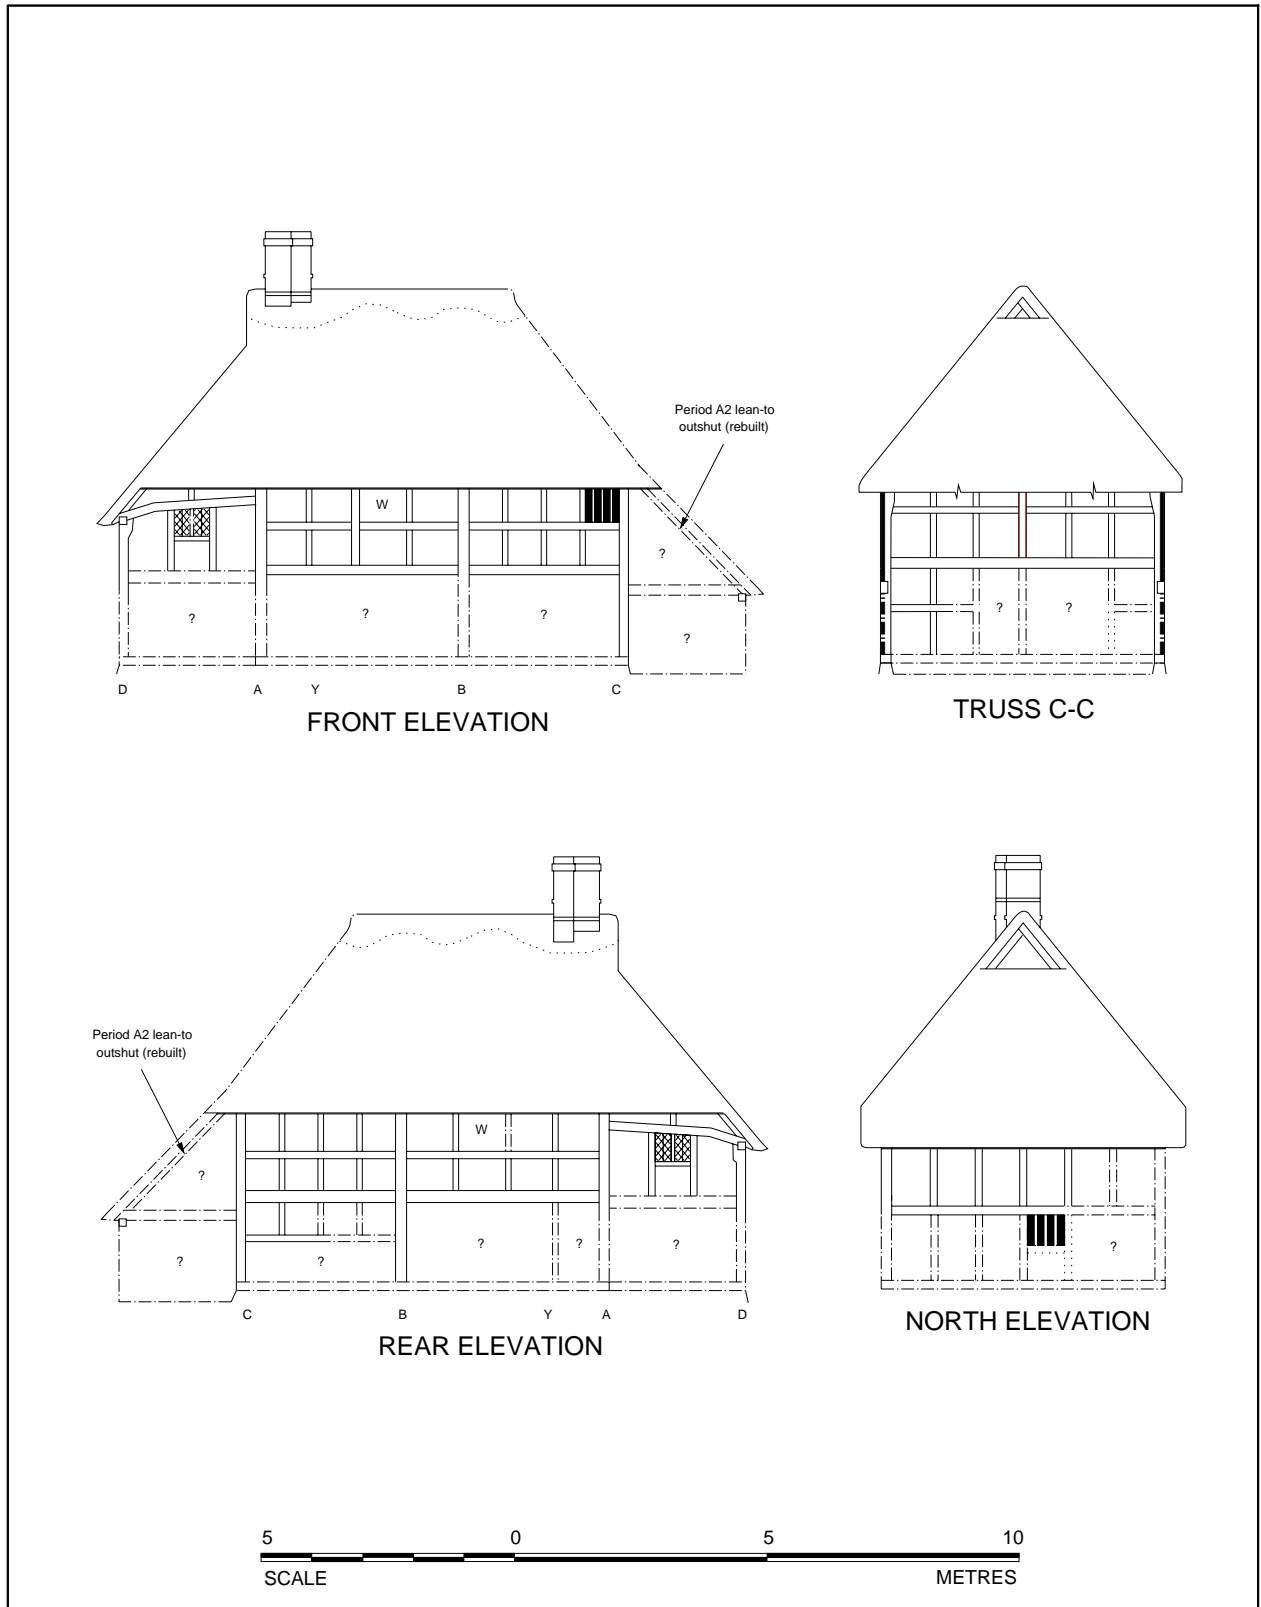 Period A2 lean-to
outshut (rebuilt)
W
?
?
?
?
?
?
?
D A Y B C
FRONT ELEVATION
TRUSS C-C
Period A2 lean-to
outshut (rebuilt)
W
?
?
?
?
?
?
?
C B Y A D
REAR ELEVATION
NORTH ELEVATION
5 0 5 10
SCALE METRES